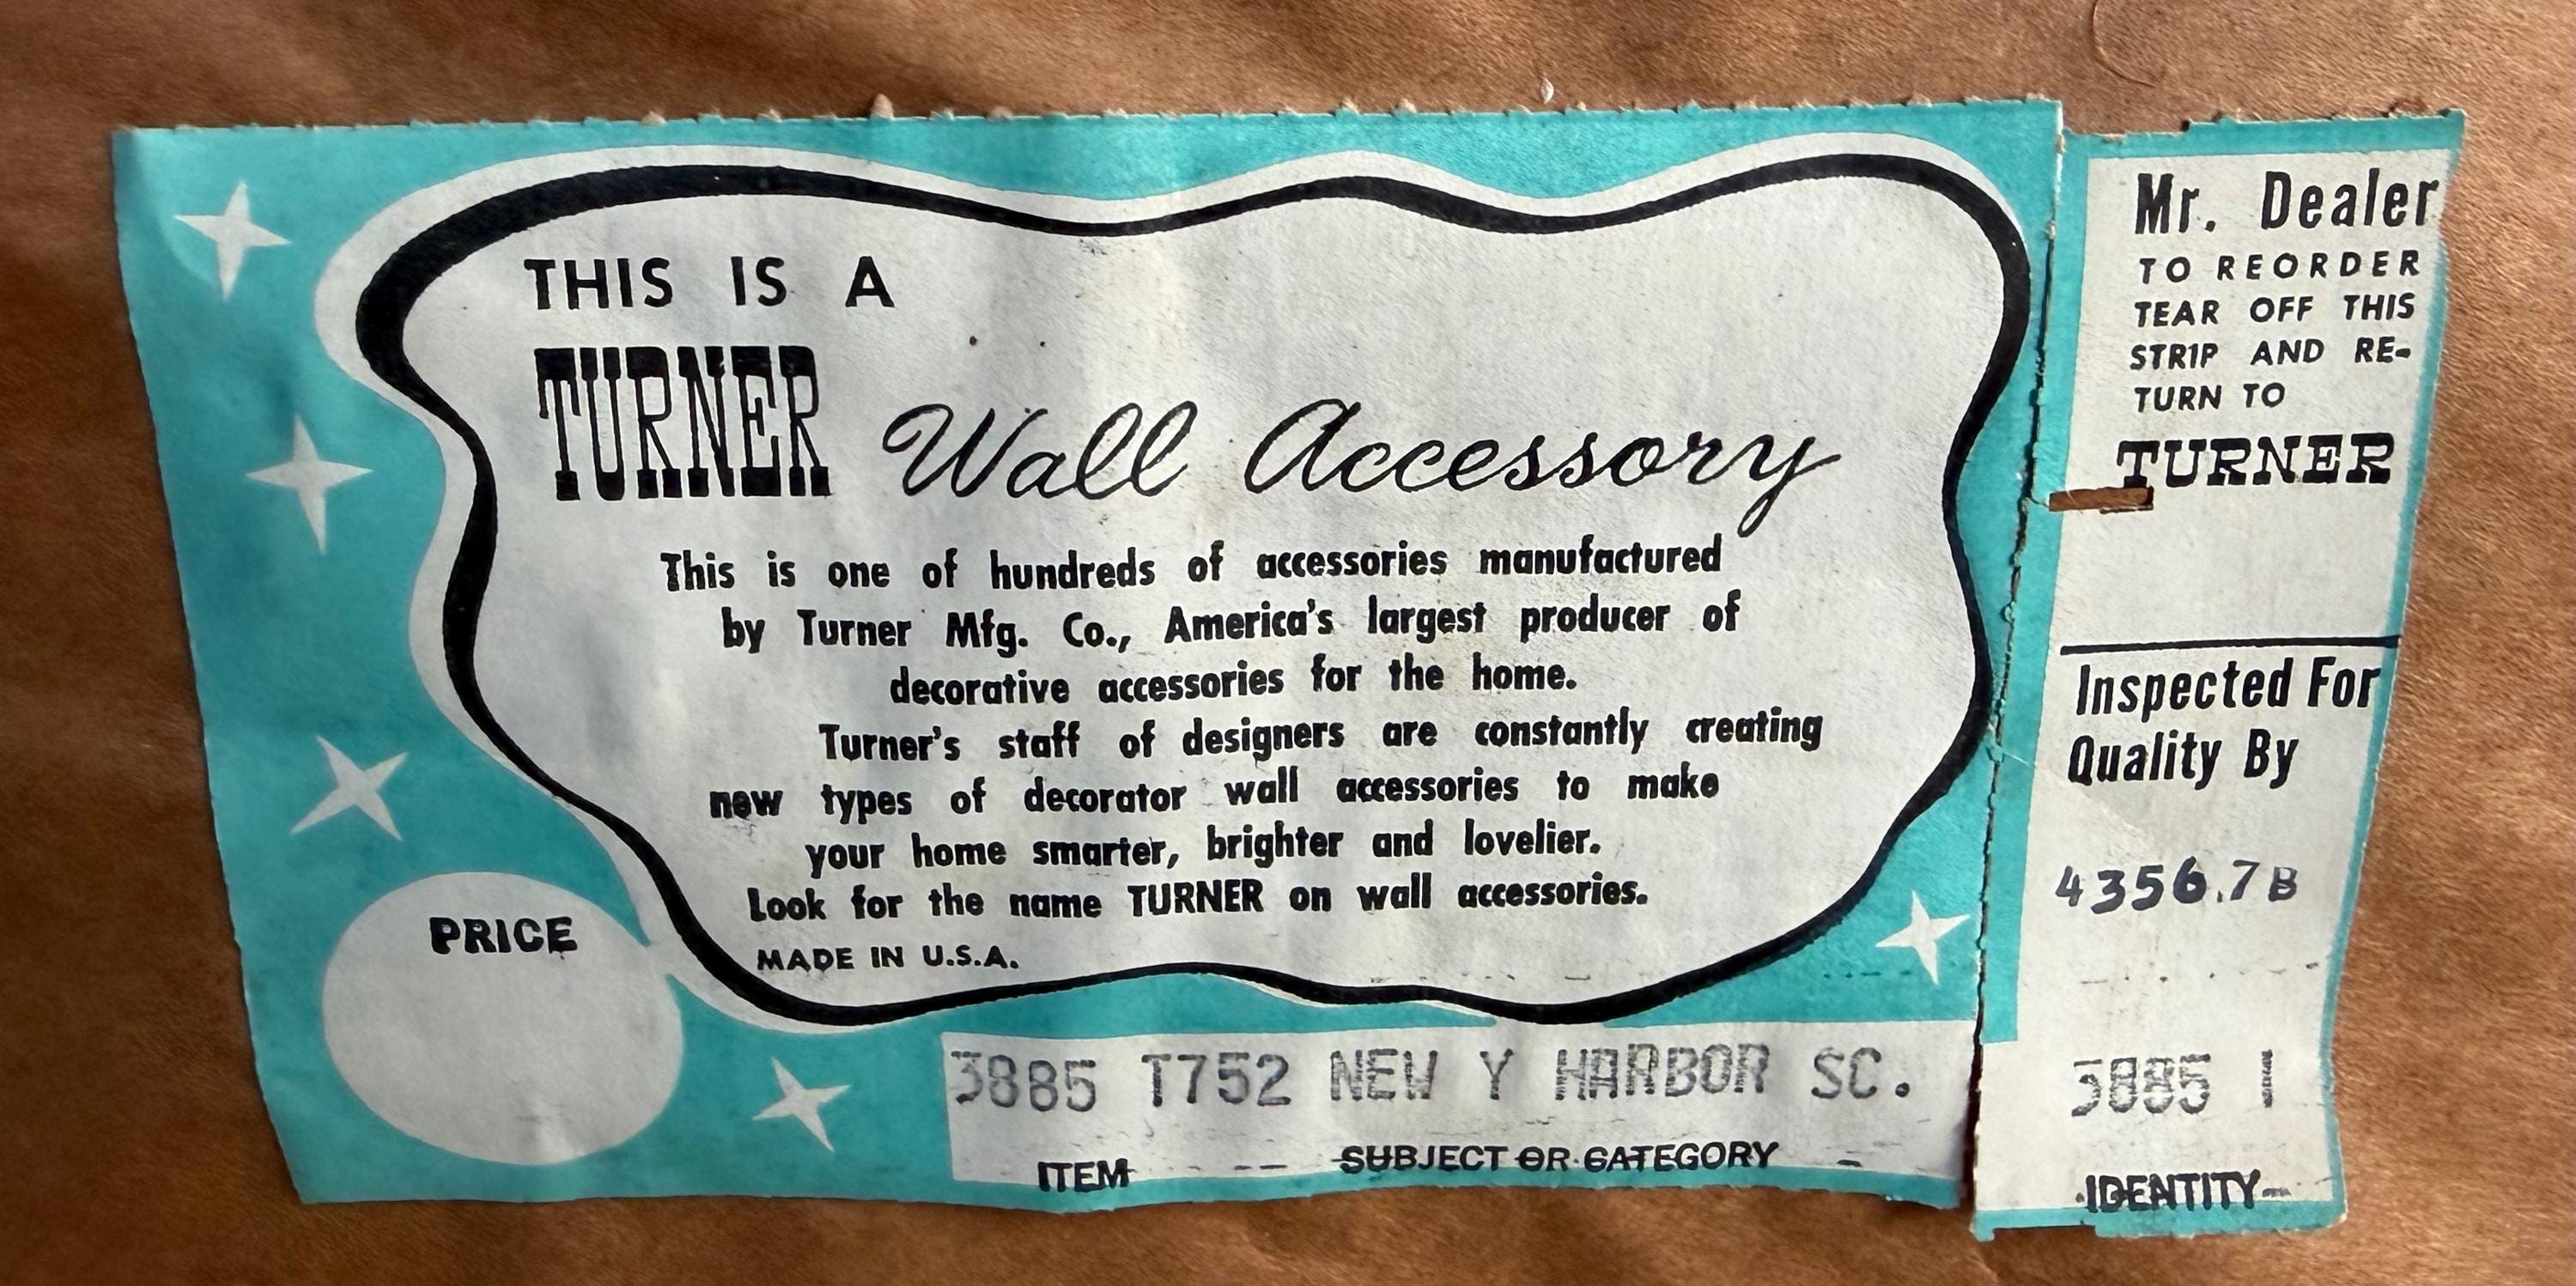 THIS IS A
TURNER Wall Accessory
This is one of hundreds of accessories manufactured
by Turner Mfg. Co., America's largest producer of
decorative accessories for the home.
Turner's staff of designers are constantly creating
new types of decorator wall accessories to make
your home smarter, brighter and lovelier.
Look for the name TURNER on wall accessories.
MADE IN U.S.A.
PRICE
3885 T752 NEW Y HARBOR SC.
ITEM SUBJECT OR CATEGORY
Mr. Dealer
TO REORDER
TEAR OFF THIS
STRIP AND RE-
TURN TO
TURNER
Inspected For
Quality By
4356.7B
3885
IDENTITY